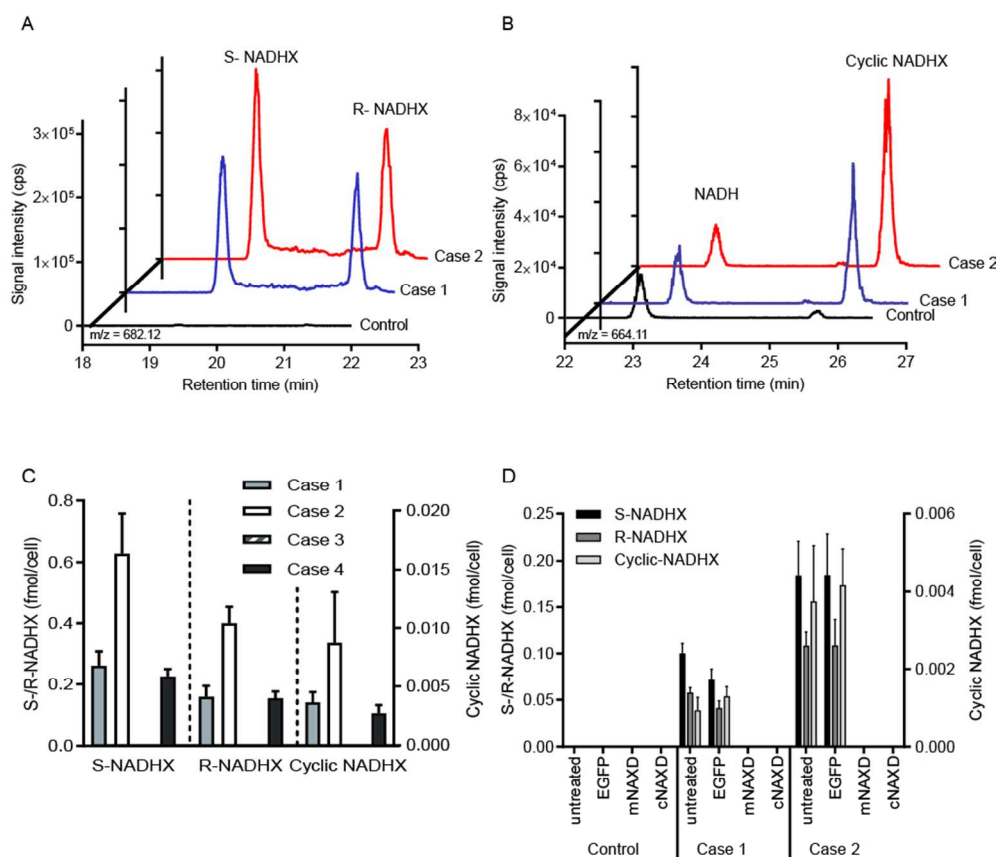 A
S- NADHX
R- NADHX
3×10⁵
2×10⁵
1×10⁵
0
Signal intensity (cps)
Case 2
Case 1
Control
m/z = 682.12
18 19 20 21 22 23
Retention time (min)
B
Cyclic NADHX
NADH
8×10⁴
6×10⁴
4×10⁴
2×10⁴
0
Signal intensity (cps)
Case 2
Case 1
Control
m/z = 664.11
22 23 24 25 26 27
Retention time (min)
C
Case 1
Case 2
Case 3
Case 4
0.8
0.6
0.4
0.2
0.0
S-/R-NADHX (fmol/cell)
0.020
0.015
0.010
0.005
0.000
Cyclic NADHX (fmol/cell)
S-NADHX R-NADHX Cyclic NADHX
D
S-NADHX
R-NADHX
Cyclic-NADHX
0.25
0.20
0.15
0.10
0.05
0.00
S-/R-NADHX (fmol/cell)
0.006
0.004
0.002
0.000
Cyclic NADHX (fmol/cell)
untreated EGFP mNAXD cNAXD untreated EGFP mNAXD cNAXD untreated EGFP mNAXD cNAXD
Control Case 1 Case 2